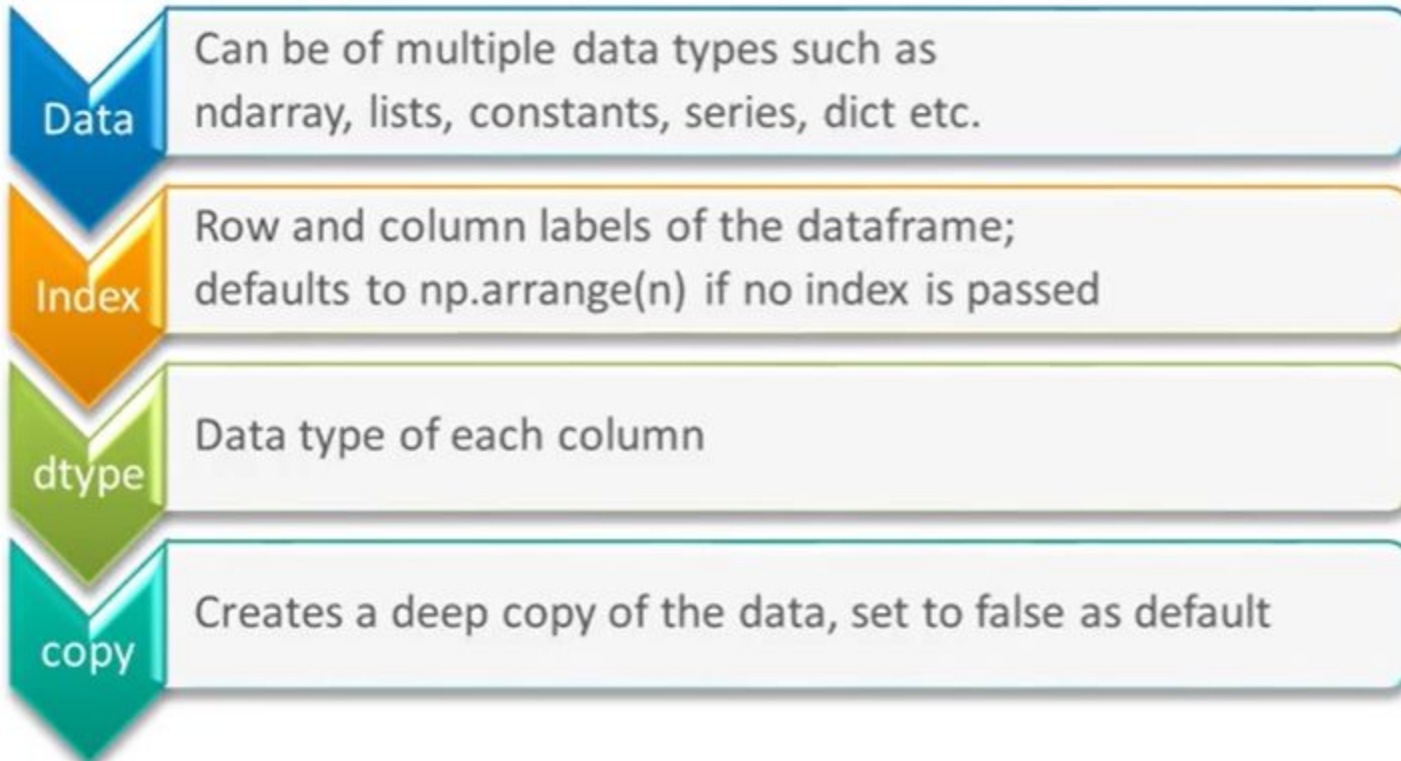 Data
Can be of multiple data types such as
ndarray, lists, constants, series, dict etc.
Index
Row and column labels of the dataframe;
defaults to np.arrange(n) if no index is passed
dtype
Data type of each column
copy
Creates a deep copy of the data, set to false as default